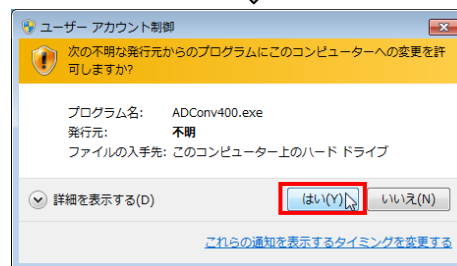 ユーザー アカウント制御
次の不明な発行元からのプログラムにこのコンピューターへの変更を許
可しますか?
プログラム名: ADConv400.exe
発行元: 不明
ファイルの入手先: このコンピューター上のハード ドライブ
詳細を表示する(D) はい(Y) いいえ(N)
これらの通知を表示するタイミングを変更する